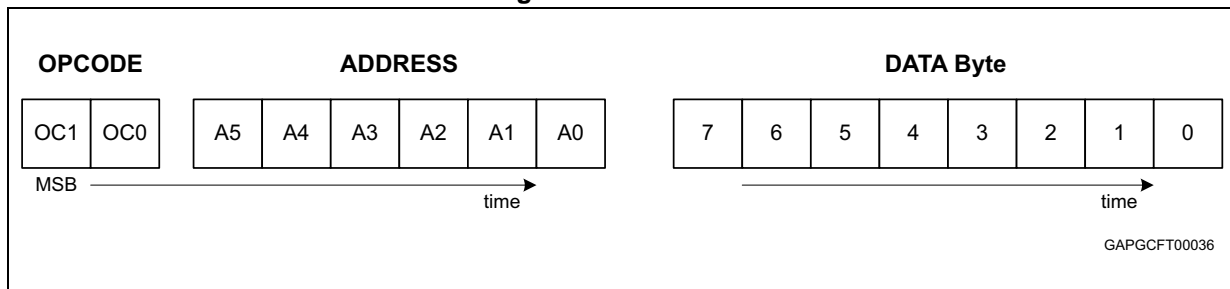 OPCODE ADDRESS DATA Byte
OC1 OC0 A5 A4 A3 A2 A1 A0 7 6 5 4 3 2 1 0
MSB time time
GAPGCFT00036